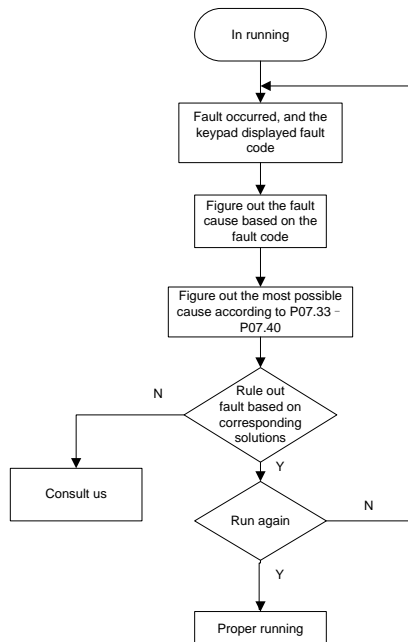 In running
Fault occurred, and the
keypad displayed fault
code
Figure out the fault
cause based on the
fault code
Figure out the most possible
cause according to P07.33–
P07.40
N
Rule out
fault based on
corresponding
solutions
Y
Consult us
Run again
N
Y
Proper running